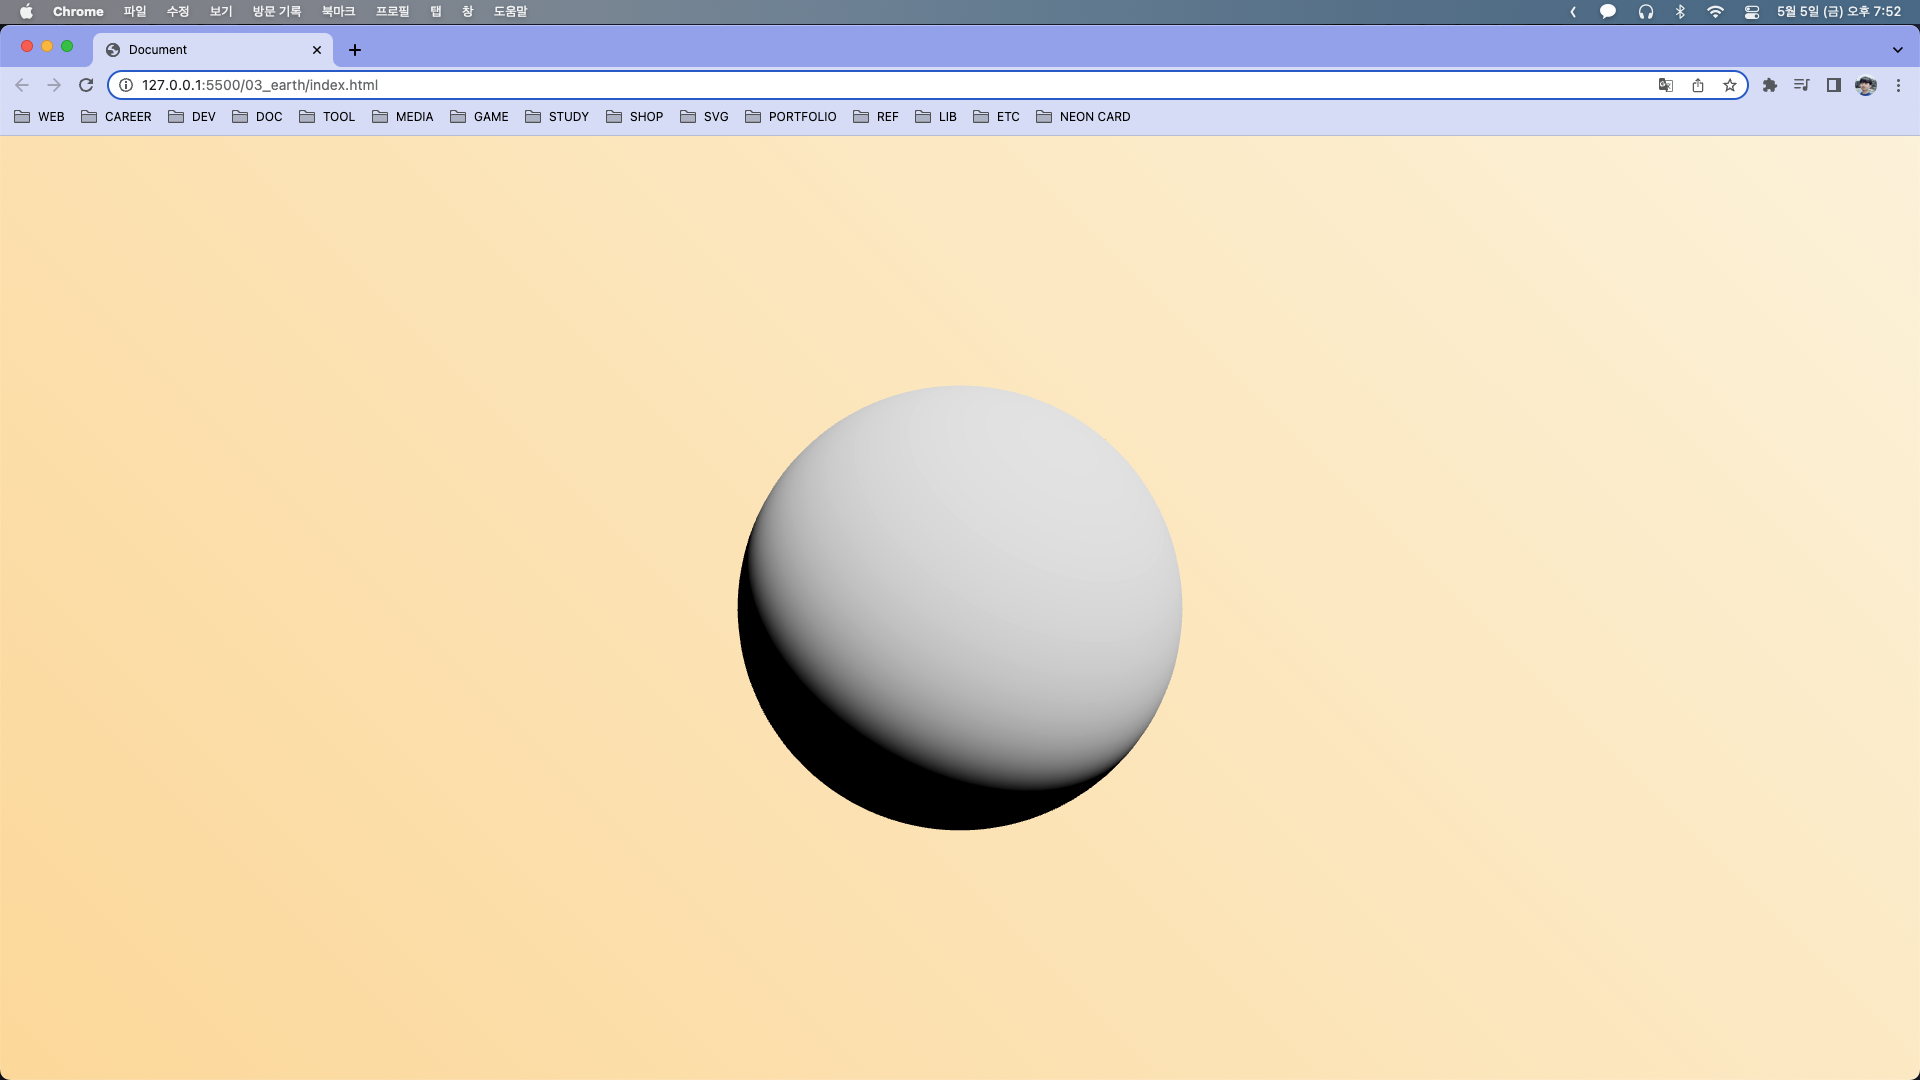 Chrome 파일 수정 보기 방문 기록 북마크 프로필 탭 창 도움말 5월 5일 (금) 오후 7:52
Document
127.0.0.1:5500/03_earth/index.html
WEB CAREER DEV DOC TOOL MEDIA GAME STUDY SHOP SVG PORTFOLIO REF LIB ETC NEON CARD